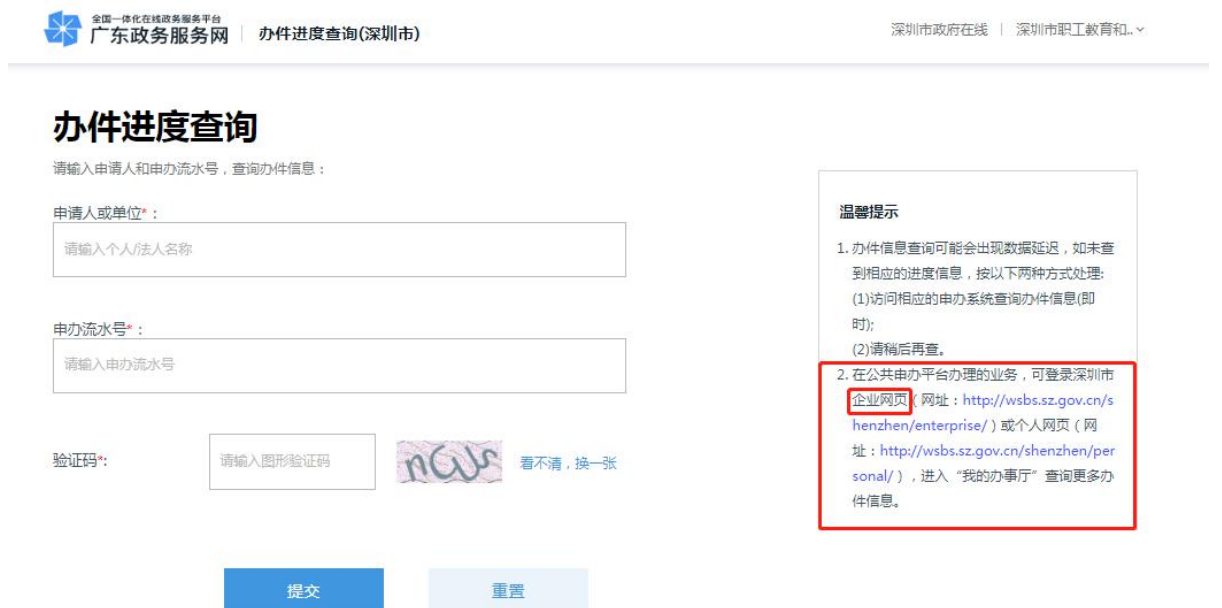 全国一体化在线政务服务平台
广东政务服务网
办件进度查询(深圳市)
深圳市政府在线
深圳市职工教育和..
办件进度查询
请输入申请人和申办流水号，查询办件信息：
申请人或单位*：
请输入个人/法人名称
申办流水号*：
请输入申办流水号
验证码*:
请输入图形验证码
ncus
看不清，换一张
提交
重置
温馨提示
1. 办件信息查询可能会出现数据延迟，如未查
到相应的进度信息，按以下两种方式处理:
(1)访问相应的申办系统查询办件信息(即
时);
(2)请稍后再查。
2. 在公共申办平台办理的业务，可登录深圳市
企业网页（网址：http://wsbs.sz.gov.cn/s
henzhen/enterprise/）或个人网页（网
址：http://wsbs.sz.gov.cn/shenzhen/per
sonal/），进入“我的办事厅”查询更多办
件信息。